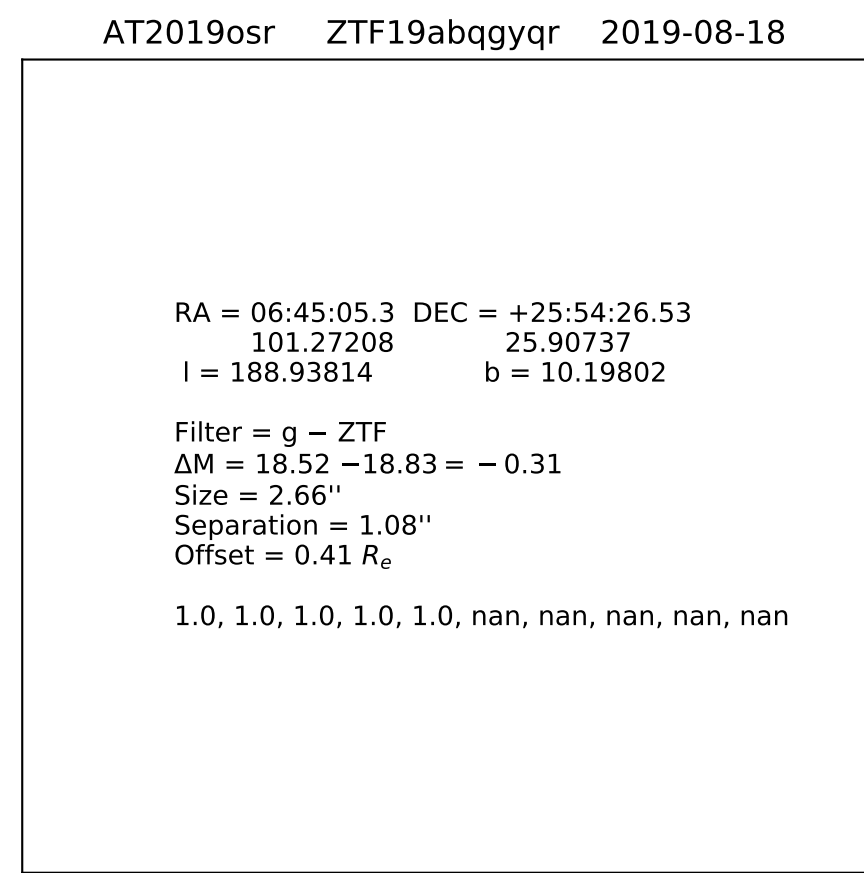 AT2019osr ZTF19abqgyqr 2019-08-18
RA = 06:45:05.3 DEC = +25:54:26.53
101.27208 25.90737
l = 188.93814 b = 10.19802
Filter = g − ZTF
ΔM = 18.52 −18.83 = − 0.31
Size = 2.66''
Separation = 1.08''
Offset = 0.41 Rₑ
1.0, 1.0, 1.0, 1.0, 1.0, nan, nan, nan, nan, nan